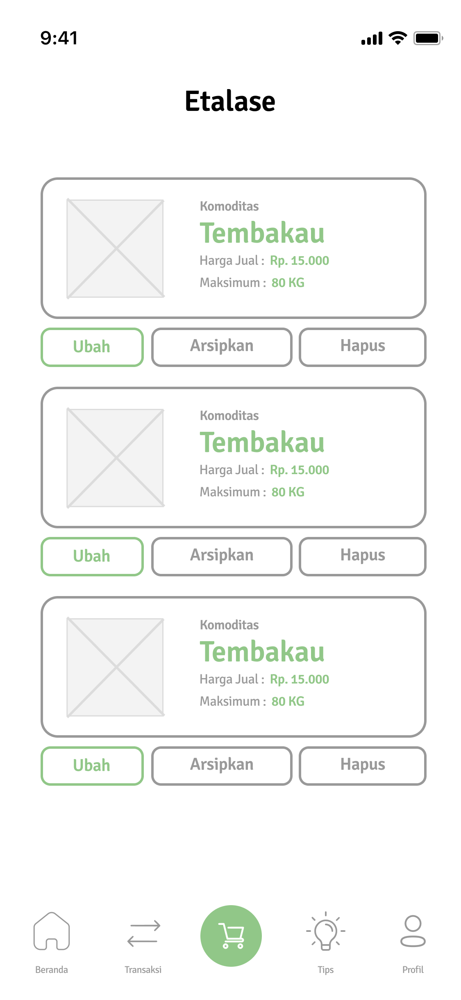 9:41
Etalase
Komoditas
Tembakau
Harga Jual : Rp. 15.000
Maksimum : 80 KG
Ubah Arsipkan Hapus
Komoditas
Tembakau
Harga Jual : Rp. 15.000
Maksimum : 80 KG
Ubah Arsipkan Hapus
Komoditas
Tembakau
Harga Jual : Rp. 15.000
Maksimum : 80 KG
Ubah Arsipkan Hapus
Beranda Transaksi Tips Profil